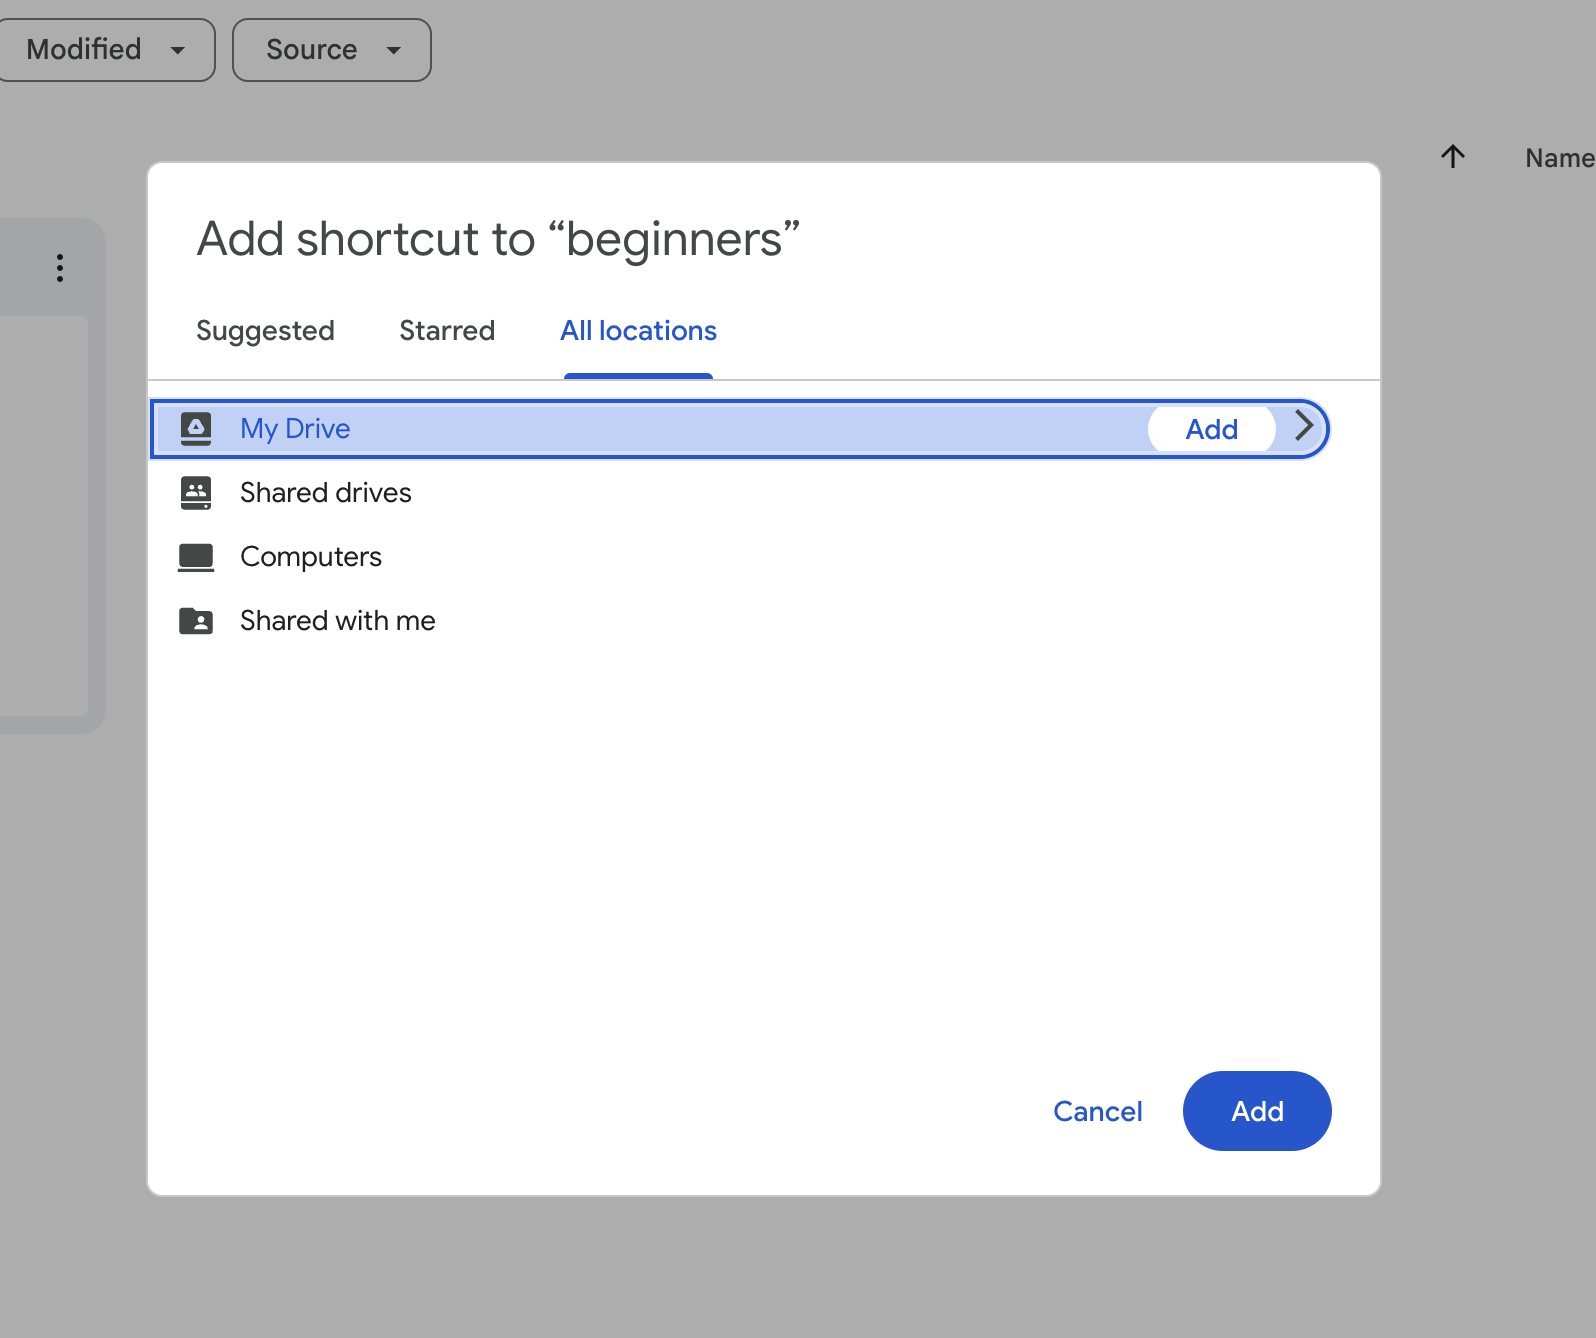 Modified
Source
Name
Add shortcut to “beginners”
Suggested
Starred
All locations
My Drive
Add
Shared drives
Computers
Shared with me
Cancel
Add